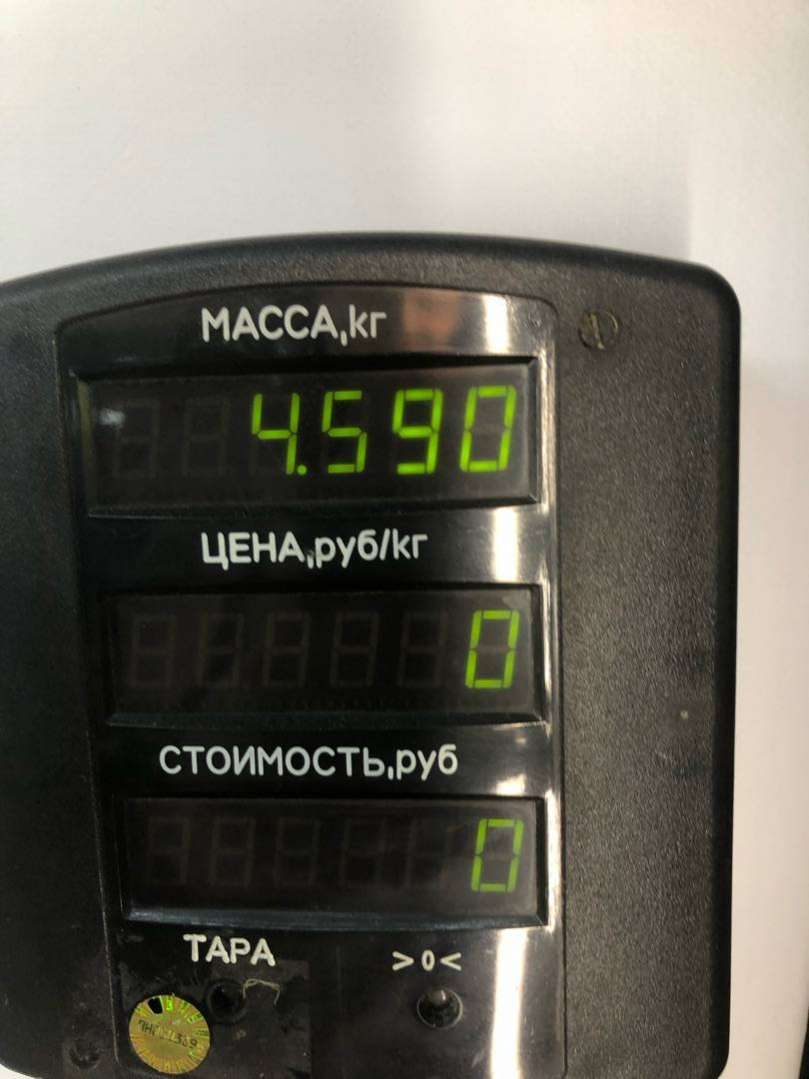 МАССА,кг
4.590
ЦЕНА,руб/кг
0
СТОИМОСТЬ,руб
0
ТАРА >0<